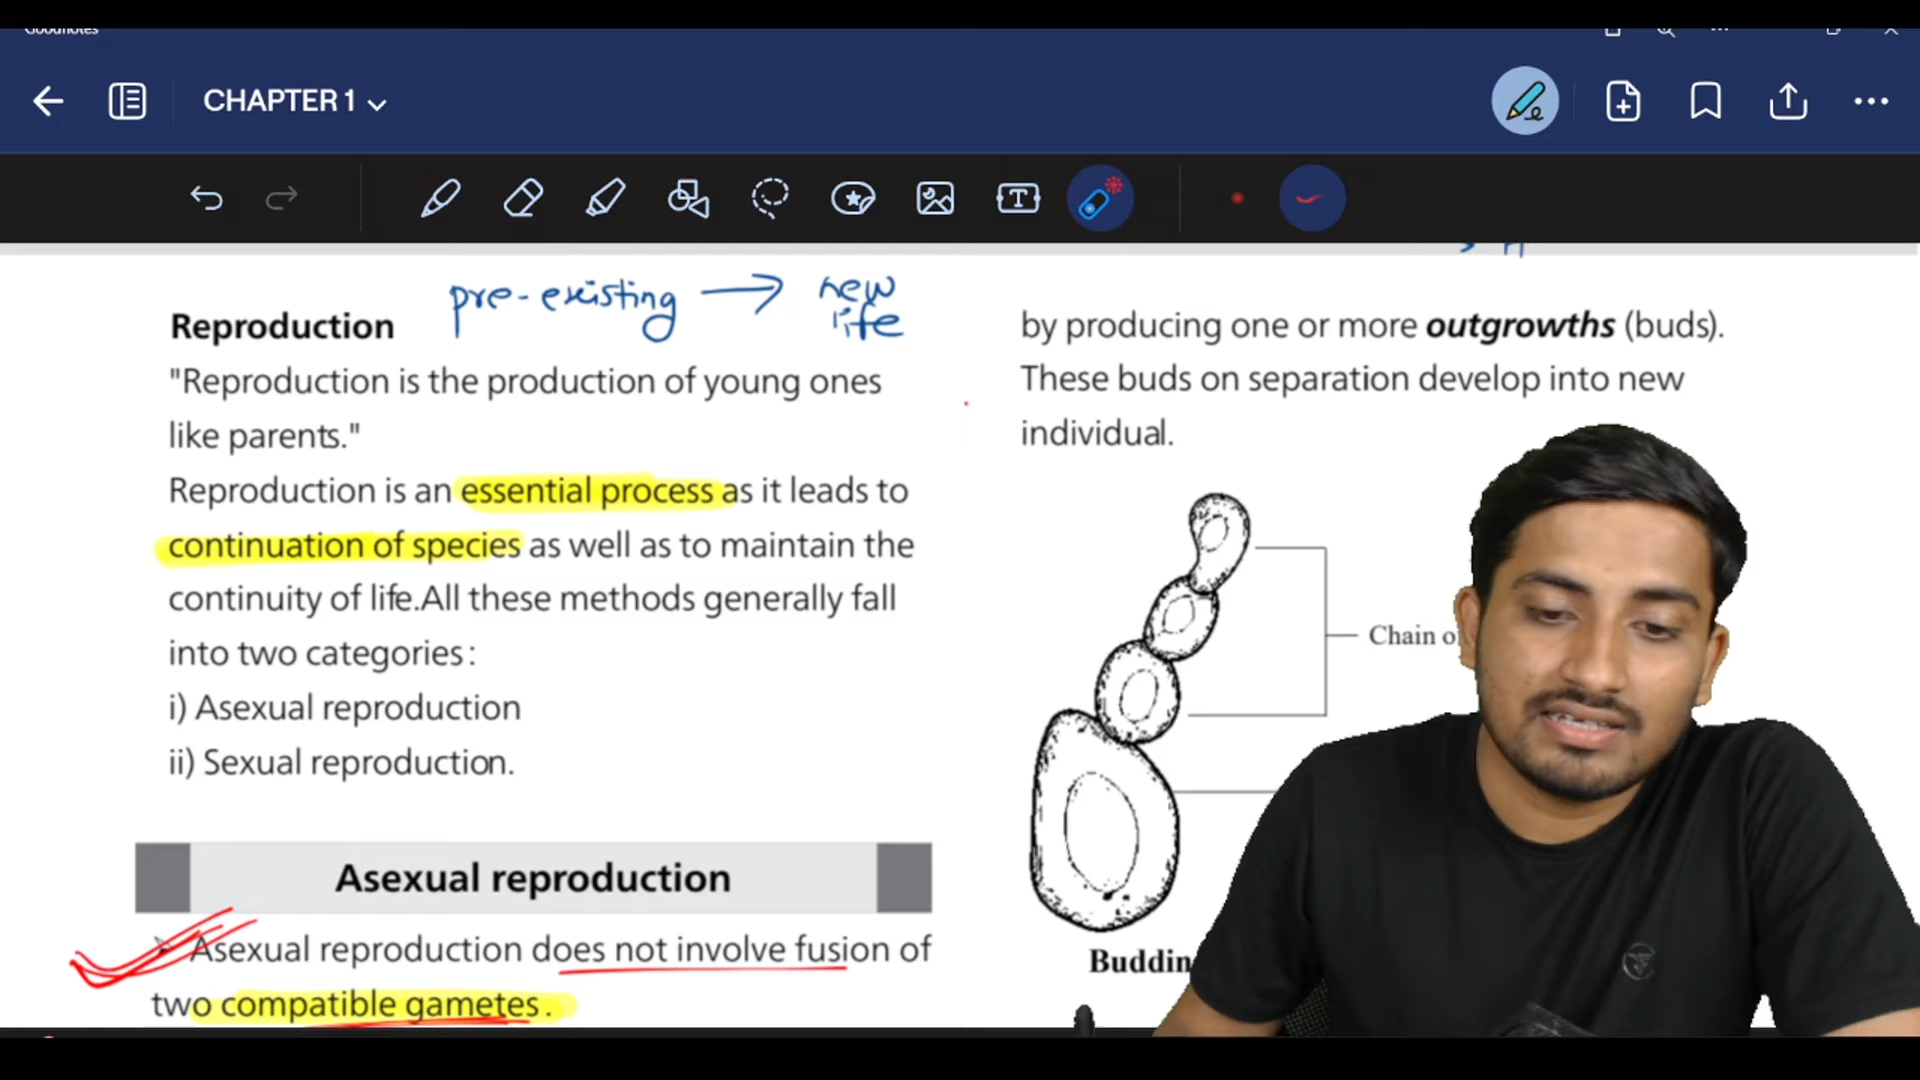 Goodnotes
CHAPTER 1
pre-existing → new life
Reproduction
"Reproduction is the production of young ones
like parents."
Reproduction is an essential process as it leads to
continuation of species as well as to maintain the
continuity of life.All these methods generally fall
into two categories:
i) Asexual reproduction
ii) Sexual reproduction.
Asexual reproduction
Asexual reproduction does not involve fusion of
two compatible gametes.
by producing one or more outgrowths (buds).
These buds on separation develop into new
individual.
Chain o
Buddin